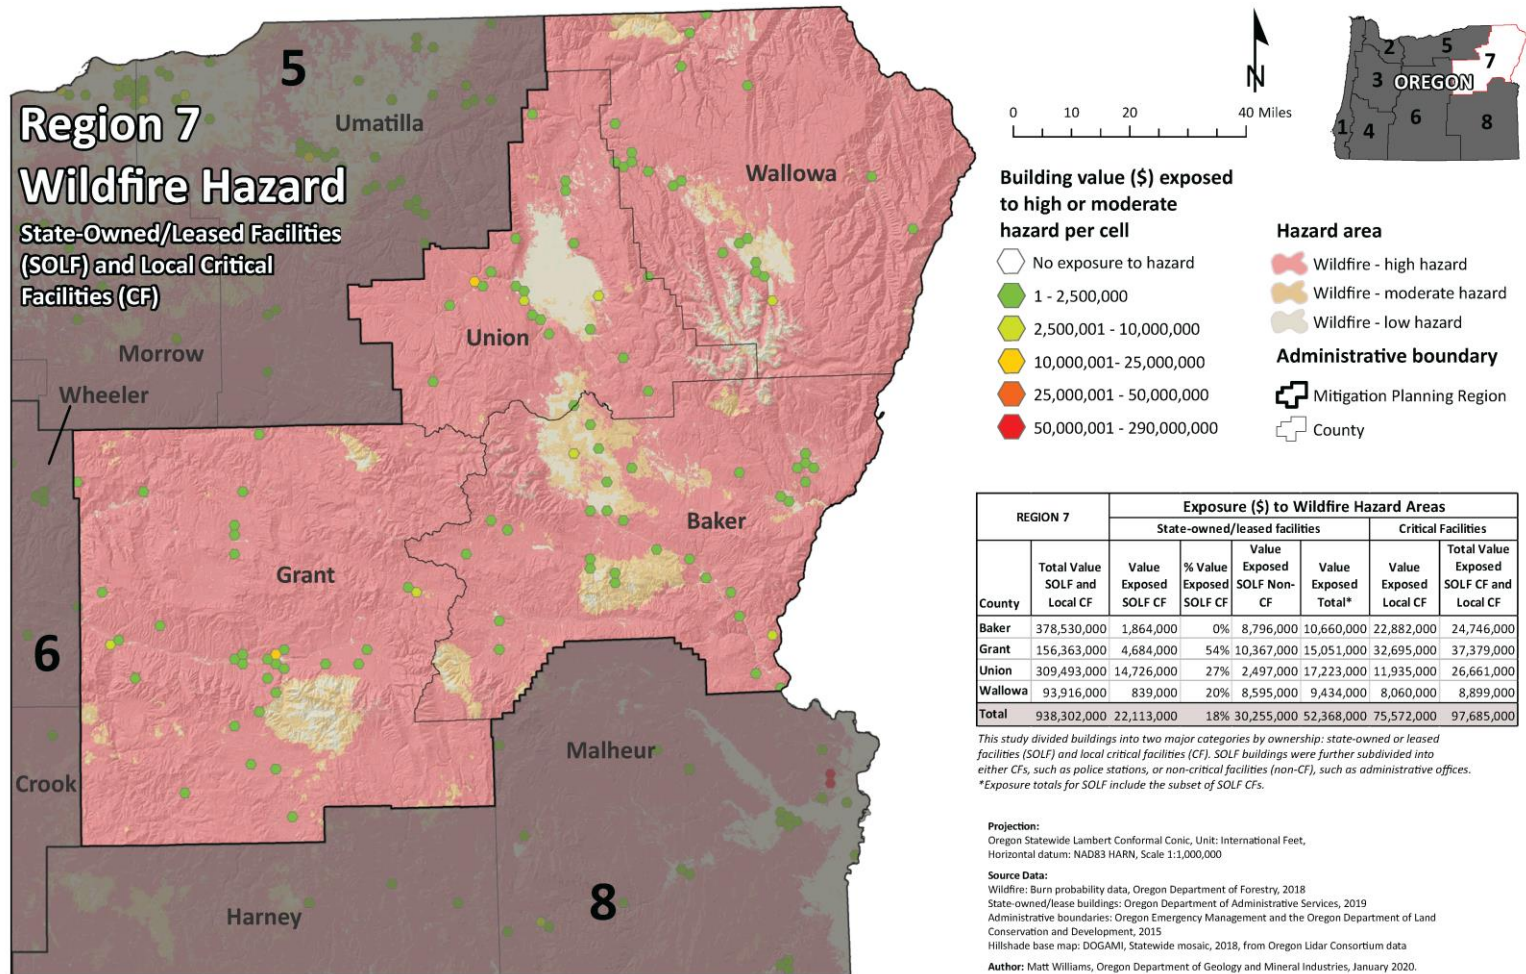 Region 7
Wildfire Hazard
State-Owned/Leased Facilities
(SOLF) and Local Critical
Facilities (CF)
5
Umatilla
Morrow
Wheeler
Wallowa
Union
Baker
Grant
6
Crook
Malheur
Harney
8
N
0 10 20 40 Miles
1
2
3
4
5
6
7
8
OREGON
Building value ($) exposed
to high or moderate
hazard per cell
No exposure to hazard
1 - 2,500,000
2,500,001 - 10,000,000
10,000,001- 25,000,000
25,000,001 - 50,000,000
50,000,001 - 290,000,000
Hazard area
Wildfire - high hazard
Wildfire - moderate hazard
Wildfire - low hazard
Administrative boundary
Mitigation Planning Region
County
REGION 7
Exposure ($) to Wildfire Hazard Areas
State-owned/leased facilities Critical Facilities
County
Total Value
SOLF and
Local CF
Value
Exposed
SOLF CF
% Value
Exposed
SOLF CF
Value
Exposed
SOLF Non-
CF
Value
Exposed
Total*
Value
Exposed
Local CF
Total Value
Exposed
SOLF CF and
Local CF
Baker 378,530,000 1,864,000 0% 8,796,000 10,660,000 22,882,000 24,746,000
Grant 156,363,000 4,684,000 54% 10,367,000 15,051,000 32,695,000 37,379,000
Union 309,493,000 14,726,000 27% 2,497,000 17,223,000 11,935,000 26,661,000
Wallowa 93,916,000 839,000 20% 8,595,000 9,434,000 8,060,000 8,899,000
Total 938,302,000 22,113,000 18% 30,255,000 52,368,000 75,572,000 97,685,000
This study divided buildings into two major categories by ownership: state-owned or leased
facilities (SOLF) and local critical facilities (CF). SOLF buildings were further subdivided into
either CFs, such as police stations, or non-critical facilities (non-CF), such as administrative offices.
*Exposure totals for SOLF include the subset of SOLF CFs.
Projection:
Oregon Statewide Lambert Conformal Conic, Unit: International Feet,
Horizontal datum: NAD83 HARN, Scale 1:1,000,000
Source Data:
Wildfire: Burn probability data, Oregon Department of Forestry, 2018
State-owned/lease buildings: Oregon Department of Administrative Services, 2019
Administrative boundaries: Oregon Emergency Management and the Oregon Department of Land
Conservation and Development, 2015
Hillshade base map: DOGAMI, Statewide mosaic, 2018, from Oregon Lidar Consortium data
Author: Matt Williams, Oregon Department of Geology and Mineral Industries, January 2020.